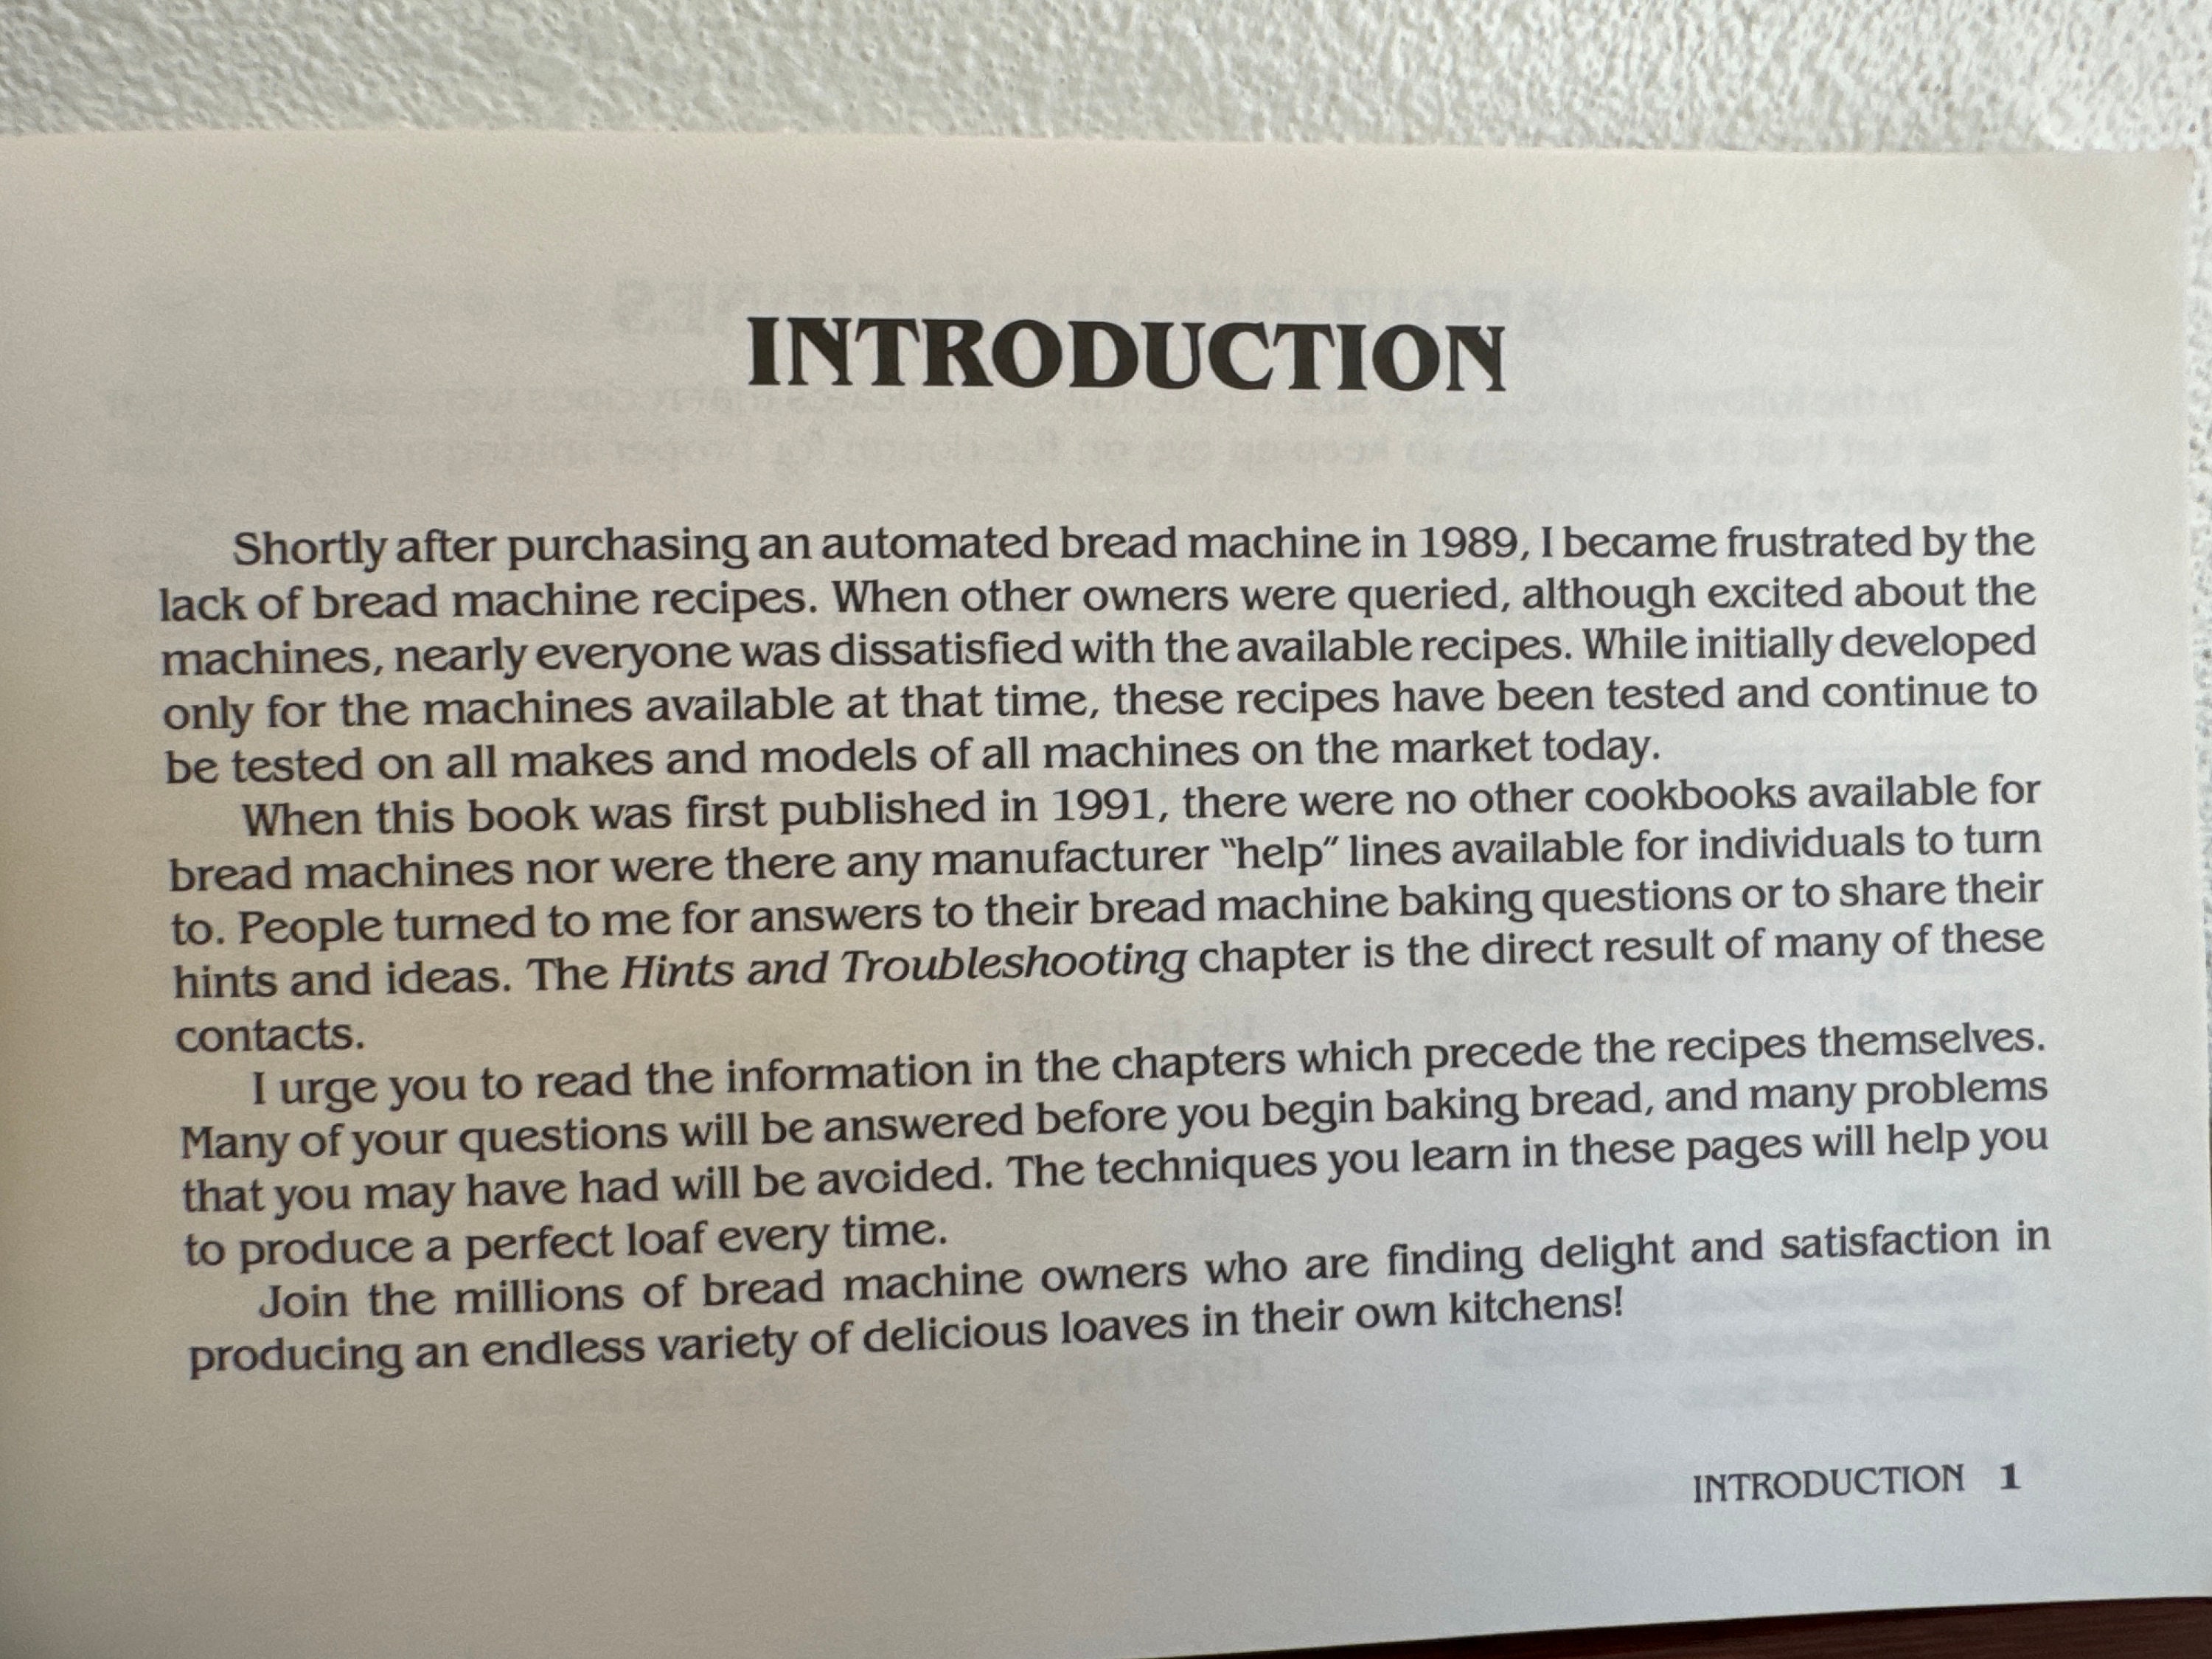 INTRODUCTION
Shortly after purchasing an automated bread machine in 1989, I became frustrated by the
lack of bread machine recipes. When other owners were queried, although excited about the
machines, nearly everyone was dissatisfied with the available recipes. While initially developed
only for the machines available at that time, these recipes have been tested and continue to
be tested on all makes and models of all machines on the market today.
When this book was first published in 1991, there were no other cookbooks available for
bread machines nor were there any manufacturer “help” lines available for individuals to turn
to. People turned to me for answers to their bread machine baking questions or to share their
hints and ideas. The Hints and Troubleshooting chapter is the direct result of many of these
contacts.
I urge you to read the information in the chapters which precede the recipes themselves.
Many of your questions will be answered before you begin baking bread, and many problems
that you may have had will be avoided. The techniques you learn in these pages will help you
to produce a perfect loaf every time.
Join the millions of bread machine owners who are finding delight and satisfaction in
producing an endless variety of delicious loaves in their own kitchens!
INTRODUCTION 1